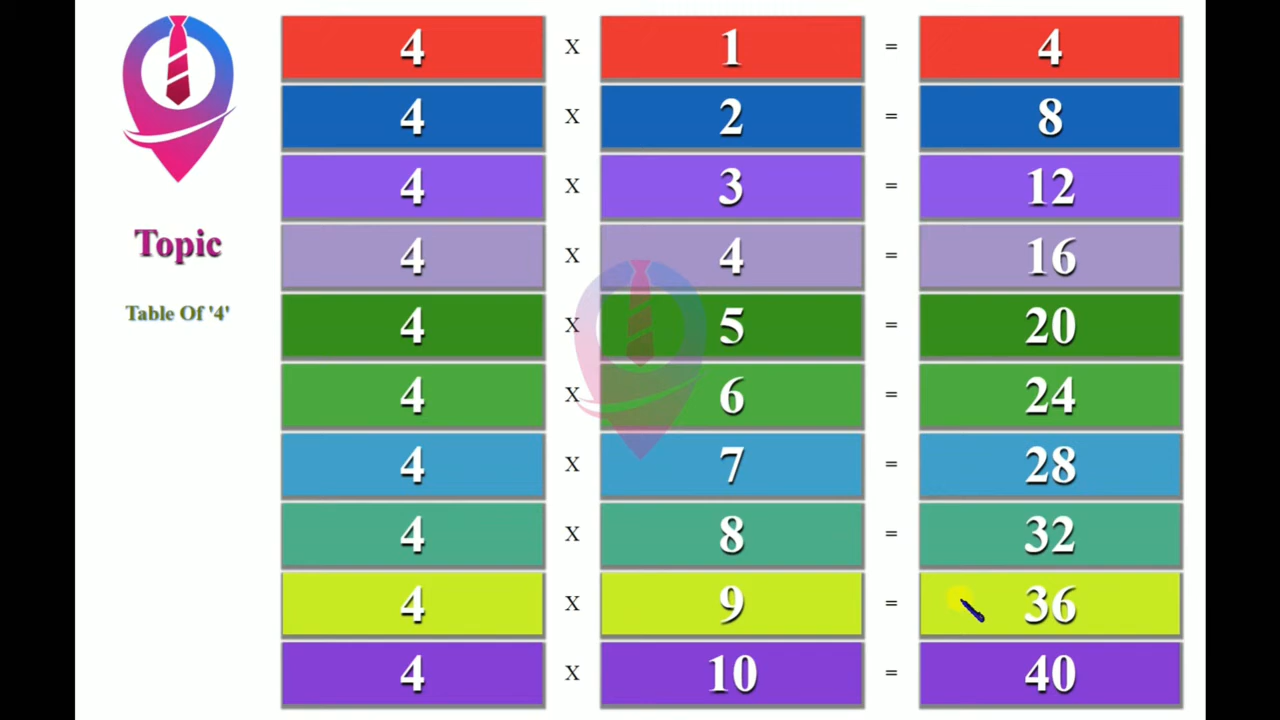 4 X 1 = 4
4 X 2 = 8
4 X 3 = 12
Topic
4 X 4 = 16
Table Of '4'
4 X 5 = 20
4 X 6 = 24
4 X 7 = 28
4 X 8 = 32
4 X 9 = 36
4 X 10 = 40